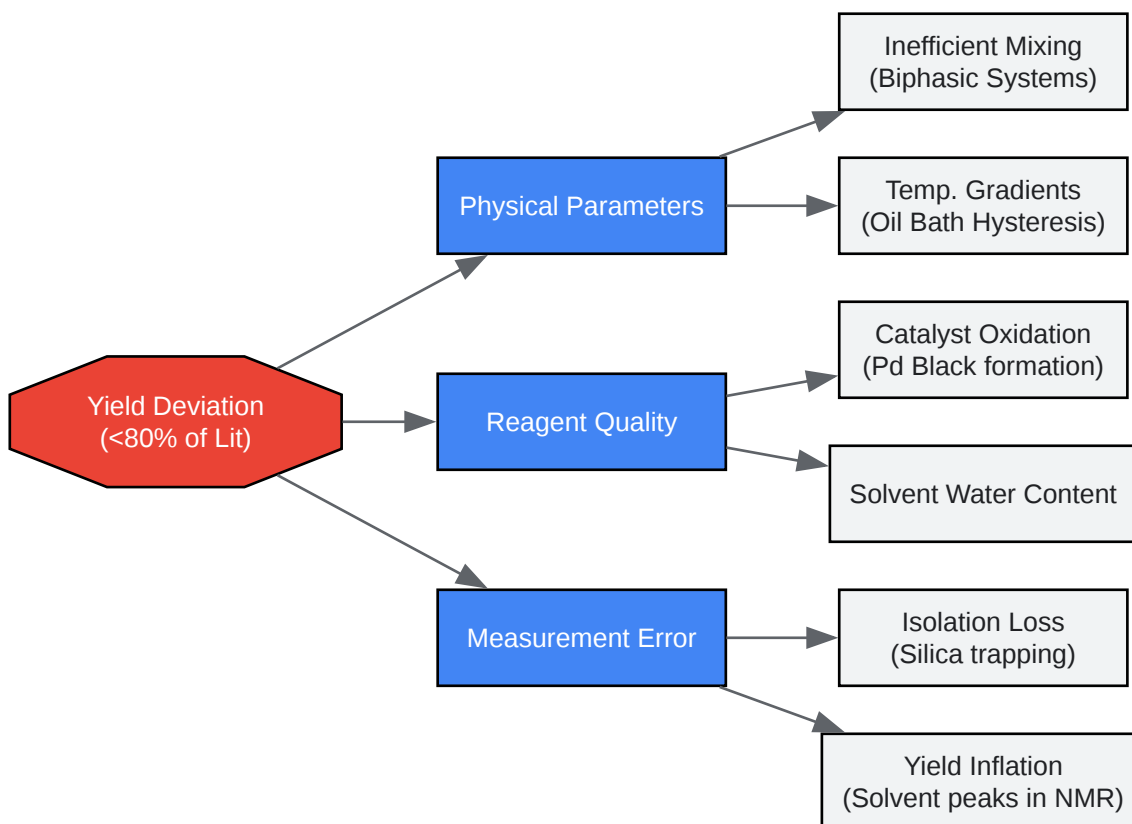 Inefficient Mixing
(Biphasic Systems)
Physical Parameters
Temp. Gradients
(Oil Bath Hysteresis)
Catalyst Oxidation
(Pd Black formation)
Yield Deviation
(<80% of Lit)
Reagent Quality
Solvent Water Content
Measurement Error
Isolation Loss
(Silica trapping)
Yield Inflation
(Solvent peaks in NMR)